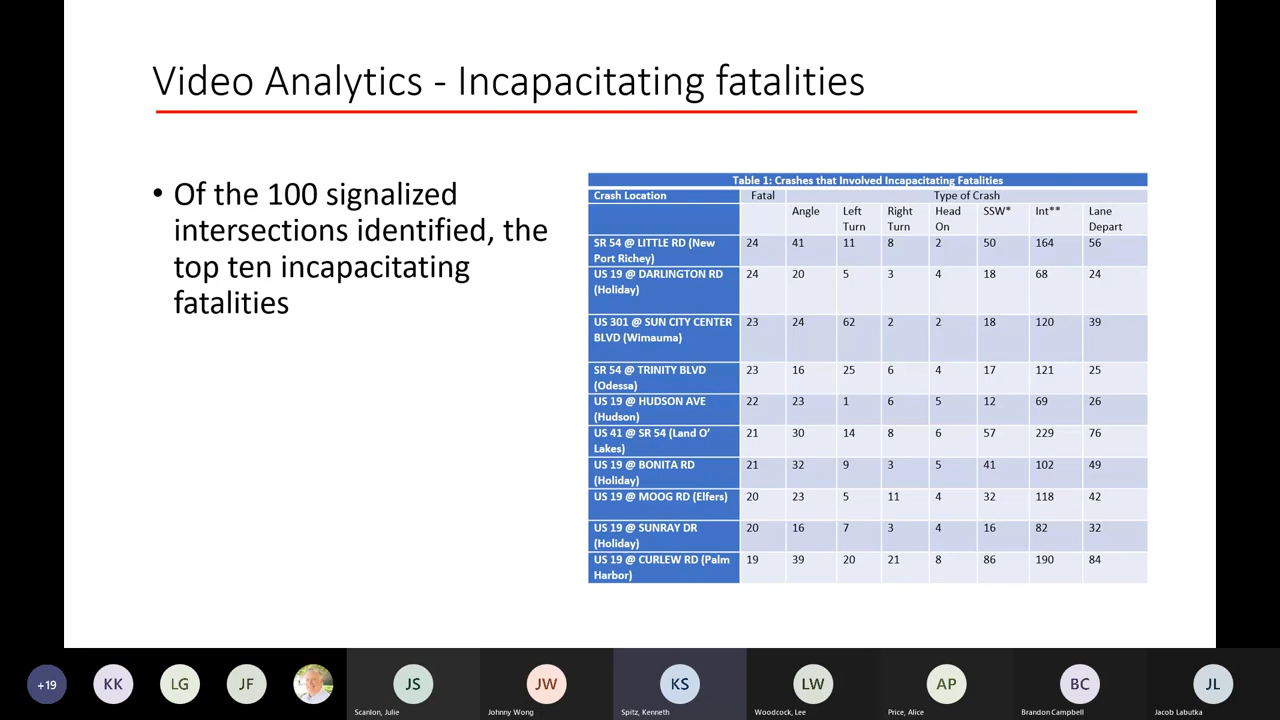 Video Analytics - Incapacitating fatalities
• Of the 100 signalized
intersections identified, the
top ten incapacitating
fatalities
Table 1: Crashes that Involved Incapacitating Fatalities
Crash Location Fatal Type of Crash
Angle Left Turn Right Turn Head On SSW* Int** Lane Depart
SR 54 @ LITTLE RD (New Port Richey) 24 41 11 8 2 50 164 56
US 19 @ DARLINGTON RD (Holiday) 24 20 5 3 4 18 68 24
US 301 @ SUN CITY CENTER BLVD (Wimauma) 23 24 62 2 2 18 120 39
SR 54 @ TRINITY BLVD (Odessa) 23 16 25 6 4 17 121 25
US 19 @ HUDSON AVE (Hudson) 22 23 1 6 5 12 69 26
US 41 @ SR 54 (Land O’ Lakes) 21 30 14 8 6 57 229 76
US 19 @ BONITA RD (Holiday) 21 32 9 3 5 41 102 49
US 19 @ MOOG RD (Elfers) 20 23 5 11 4 32 118 42
US 19 @ SUNRAY DR (Holiday) 20 16 7 3 4 16 82 32
US 19 @ CURLEW RD (Palm Harbor) 19 39 20 21 8 86 190 84
+19 KK LG JF JS JW KS LW AP BC JL
Scanlon, Julie Johnny Wong Spitz, Kenneth Woodcock, Lee Price, Alice Brandon Campbell Jacob Labutka